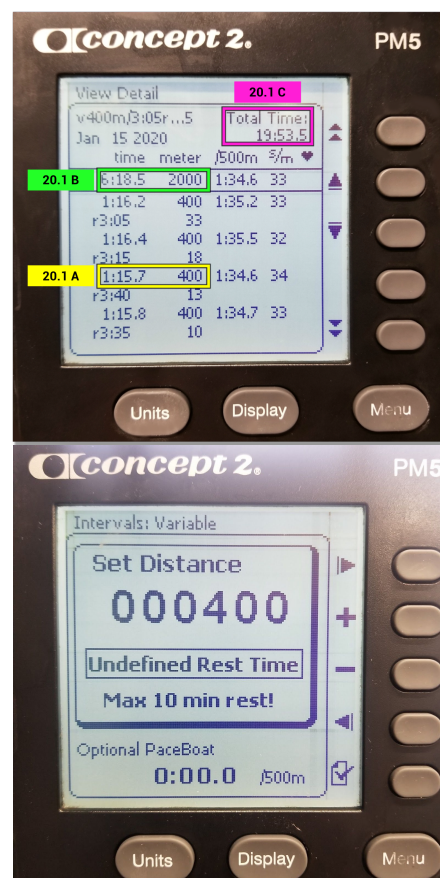 concept 2. PM5
View Detail
20.1 C
v400m/3:05r...5 Total Time:
Jan 15 2020 19:53.5
time meter /500m s/m ♥
20.1 B 6:18.5 2000 1:34.6 33
1:16.2 400 1:35.2 33
r3:05 33
1:16.4 400 1:35.5 32
r3:15 18
20.1 A 1:15.7 400 1:34.6 34
r3:40 13
1:15.8 400 1:34.7 33
r3:35 10
Units Display Menu
concept 2. PM5
Intervals: Variable
Set Distance
000400
+
Undefined Rest Time
−
Max 10 min rest!
Optional PaceBoat
0:00.0 /500m
Units Display Menu